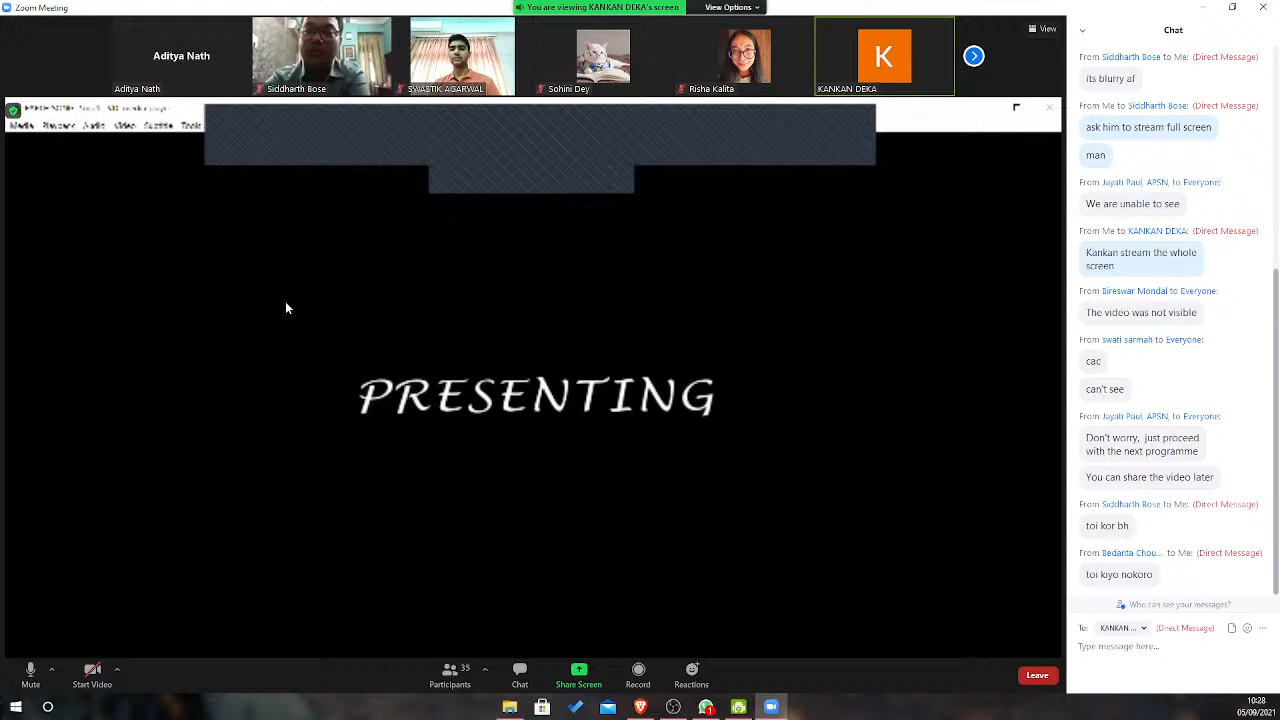 Zoom Meeting
You are viewing KANKAN DEKA's screen
View Options
Aditya Nath
Aditya Nath
Siddharth Bose
SWASTIK AGARWAL
Sohini Dey
Risha Kalita
K
KANKAN DEKA
View
Media Playback Audio Video Subtitle Tools
PRESENTING
Chat
From Siddharth Bose to Me: (Direct Message)
its blurry af
From Me to Siddharth Bose: (Direct Message)
ask him to stream full screen
man
From Jayati Paul, APSN, to Everyone:
We are unable to see
From Me to KANKAN DEKA: (Direct Message)
Kankan stream the whole
screen
From Bireswar Mondal to Everyone:
The video was not visible
From swati sarmah to Everyone:
cac
can't see
From Jayati Paul, APSN, to Everyone:
Don't worry, just proceed
with the next programme
You can share the video later
From Siddharth Bose to Me: (Direct Message)
toi kor bh
From Bedanta Chou... to Me: (Direct Message)
toi kiyo nokoro
Who can see your messages?
To: KANKAN ... (Direct Message)
Type message here...
Mute
Start Video
35
Participants
Chat
Share Screen
Record
Reactions
Leave
1
10:28
05/09/2021